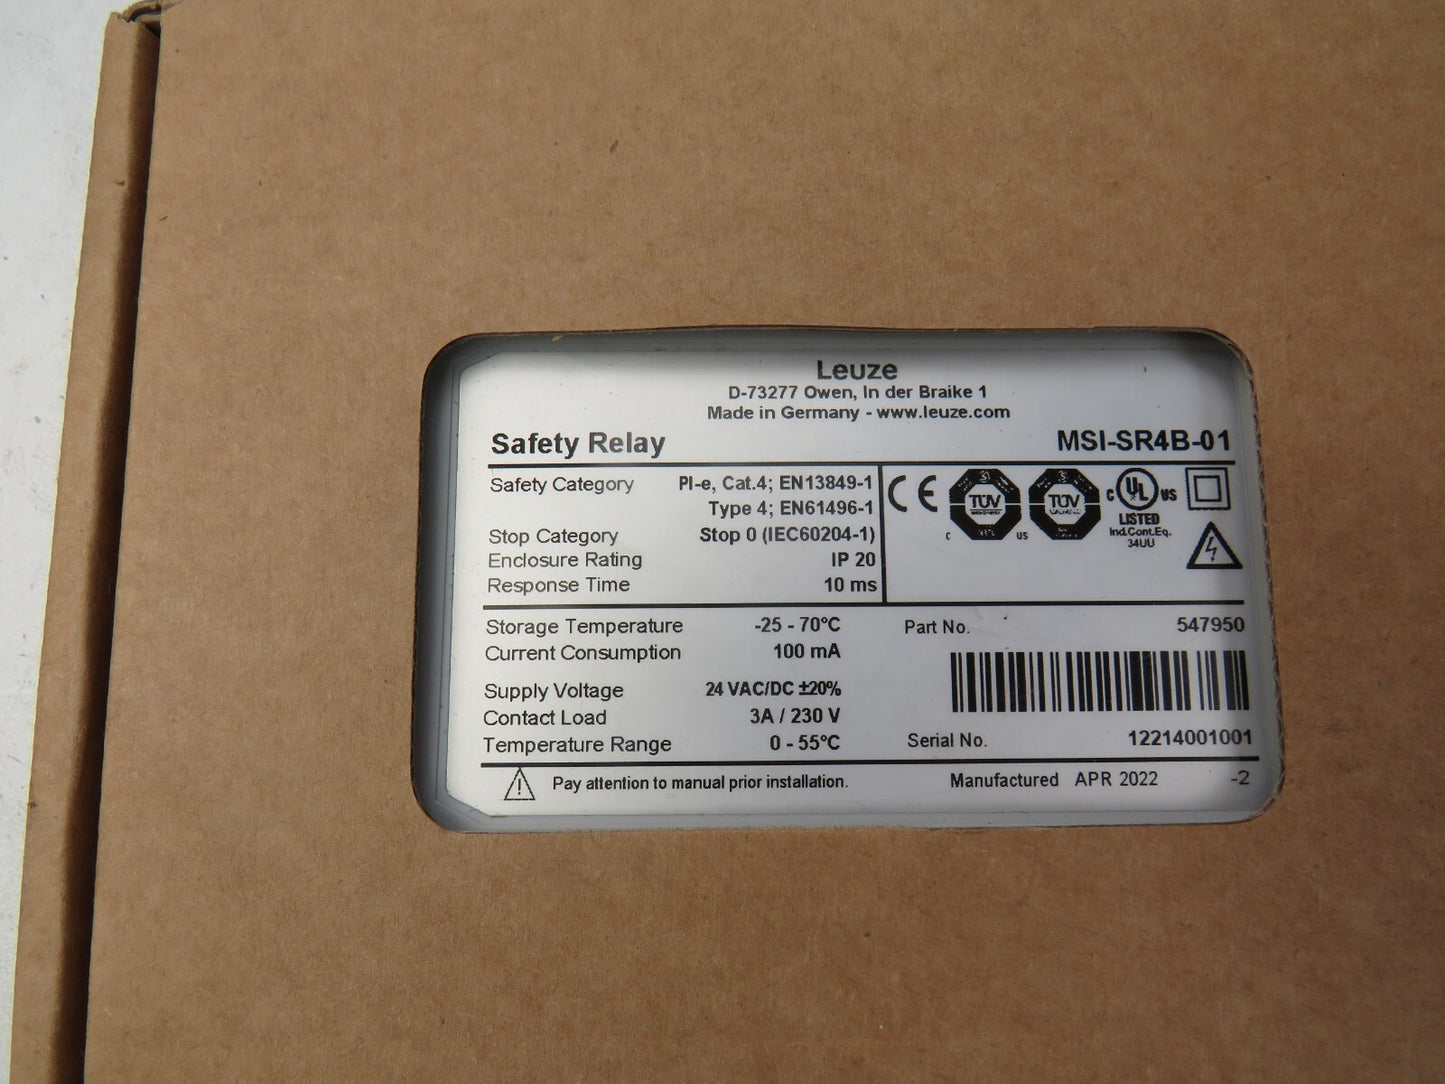 Leuze
D-73277 Owen, In der Braike 1
Made in Germany - www.leuze.com
Safety Relay MSI-SR4B-01
Safety Category Pl-e, Cat.4; EN13849-1
Type 4; EN61496-1
Stop Category Stop 0 (IEC60204-1)
Enclosure Rating IP 20
Response Time 10 ms
CE
TÜV
C US
TÜV
C UL US
LISTED
Ind.Cont.Eq.
34UU
Storage Temperature -25 - 70°C
Current Consumption 100 mA
Supply Voltage 24 VAC/DC ±20%
Contact Load 3A / 230 V
Temperature Range 0 - 55°C
Part No. 547950
Serial No. 12214001001
Pay attention to manual prior installation.
Manufactured APR 2022 -2